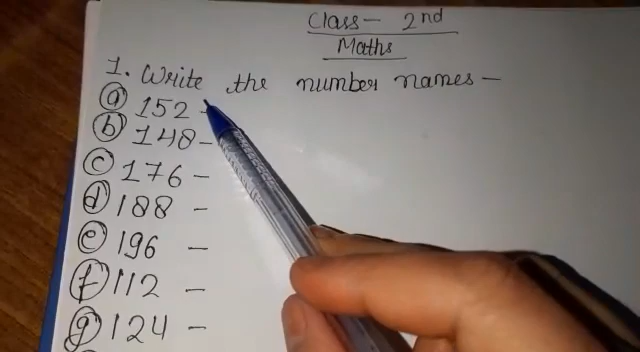 Class - 2nd
Maths
1. Write the number names -
(a) 152 -
(b) 148 -
(c) 176 -
(d) 188 -
(e) 196 -
(f) 112 -
(g) 124 -